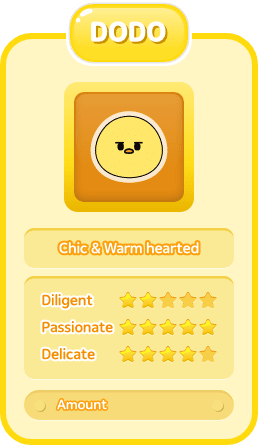 DODO
Chic & Warm hearted
Diligent
Passionate
Delicate
Amount